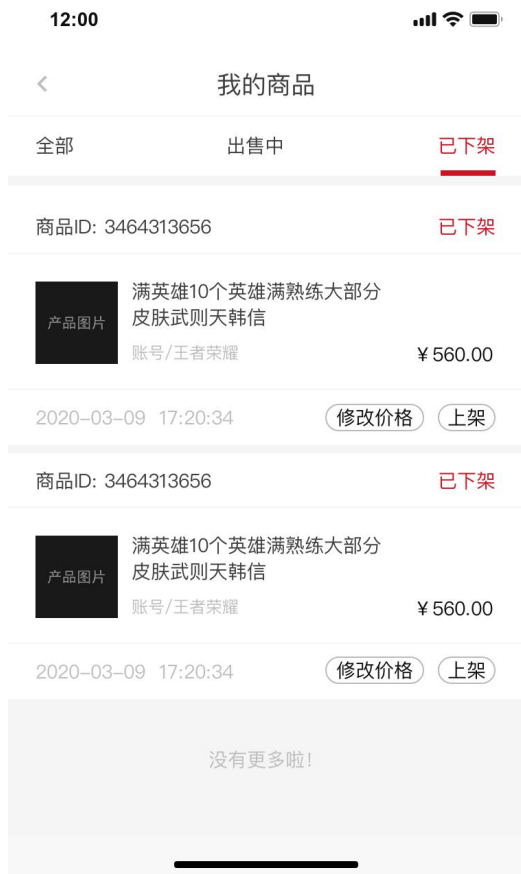 12:00
我的商品
全部 出售中 已下架
商品ID: 3464313656 已下架
产品图片
满英雄10个英雄满熟练大部分
皮肤武则天韩信
账号/王者荣耀
¥560.00
2020-03-09 17:20:34 修改价格 上架
商品ID: 3464313656 已下架
产品图片
满英雄10个英雄满熟练大部分
皮肤武则天韩信
账号/王者荣耀
¥560.00
2020-03-09 17:20:34 修改价格 上架
没有更多啦!